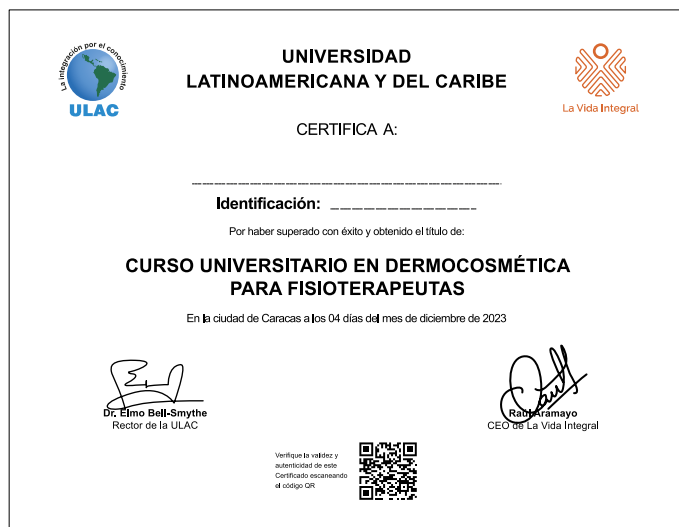 La integración por el conocimiento
ULAC
UNIVERSIDAD
LATINOAMERICANA Y DEL CARIBE
La Vida Integral
CERTIFICA A:
Identificación:
Por haber superado con éxito y obtenido el título de:
CURSO UNIVERSITARIO EN DERMOCOSMÉTICA
PARA FISIOTERAPEUTAS
En la ciudad de Caracas a los 04 días del mes de diciembre de 2023
Dr. Elmo Bell-Smythe
Rector de la ULAC
Raúl Aramayo
CEO de La Vida Integral
Verifique la validez y
autenticidad de este
Certificado escaneando
el código QR